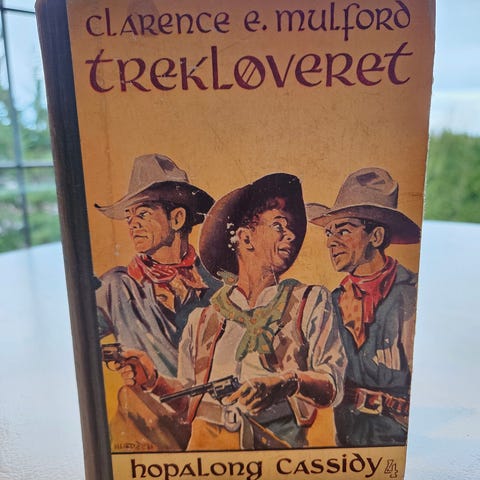 clarence e. mulford
trekløveret
hopalong cassidy 4